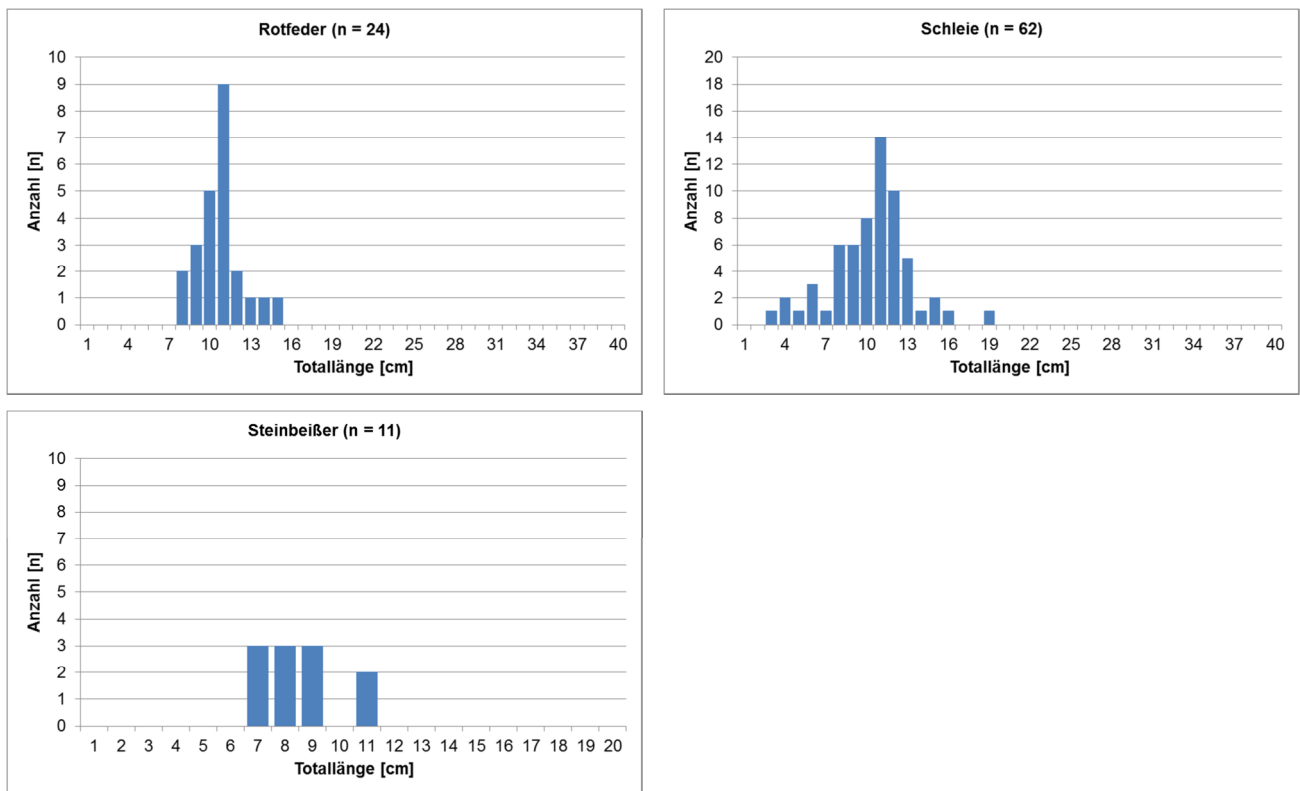 Rotfeder (n = 24)
10
9
8
7
6
5
4
3
2
1
0
Anzahl [n]
1 4 7 10 13 16 19 22 25 28 31 34 37 40
Totallänge [cm]
Schleie (n = 62)
20
18
16
14
12
10
8
6
4
2
0
Anzahl [n]
1 4 7 10 13 16 19 22 25 28 31 34 37 40
Totallänge [cm]
Steinbeißer (n = 11)
10
9
8
7
6
5
4
3
2
1
0
Anzahl [n]
1 2 3 4 5 6 7 8 9 10 11 12 13 14 15 16 17 18 19 20
Totallänge [cm]